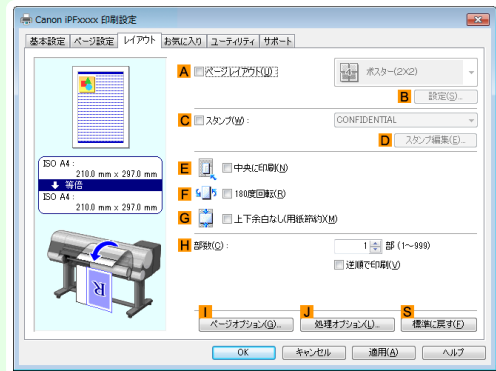 Canon iPFxxxx 印刷設定
基本設定 ページ設定 レイアウト お気に入り ユーティリティ サポート
A ページレイアウト(U) : ポスター(2X2)
B 設定(S)...
C スタンプ(W) : CONFIDENTIAL
D スタンプ編集(E)...
ISO A4 :
210.0 mm x 297.0 mm
等倍
ISO A4 :
210.0 mm x 297.0 mm
E 中央に印刷(N)
F 180度回転(R)
G 上下余白なし(用紙節約)(M)
H 部数(C) : 1 部 (1~999)
逆順で印刷(V)
R
I ページオプション(G)...
J 処理オプション(L)...
S 標準に戻す(F)
OK キャンセル 適用(A) ヘルプ